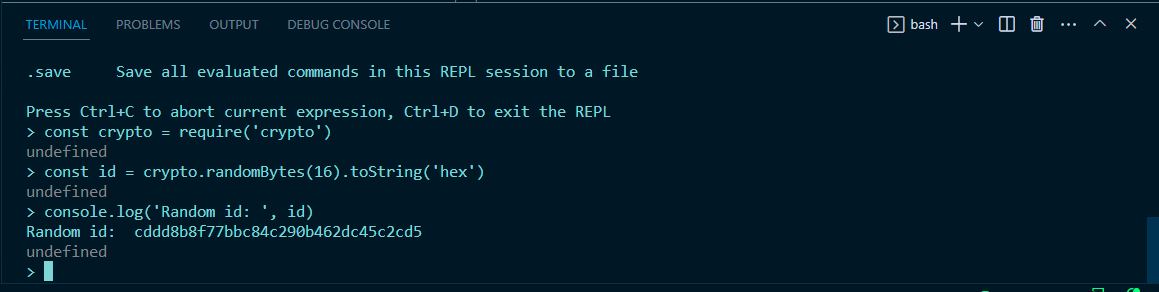 TERMINAL PROBLEMS OUTPUT DEBUG CONSOLE bash
.save Save all evaluated commands in this REPL session to a file
Press Ctrl+C to abort current expression, Ctrl+D to exit the REPL
> const crypto = require('crypto')
undefined
> const id = crypto.randomBytes(16).toString('hex')
undefined
> console.log('Random id: ', id)
Random id:  cddd8b8f77bbc84c290b462dc45c2cd5
undefined
>